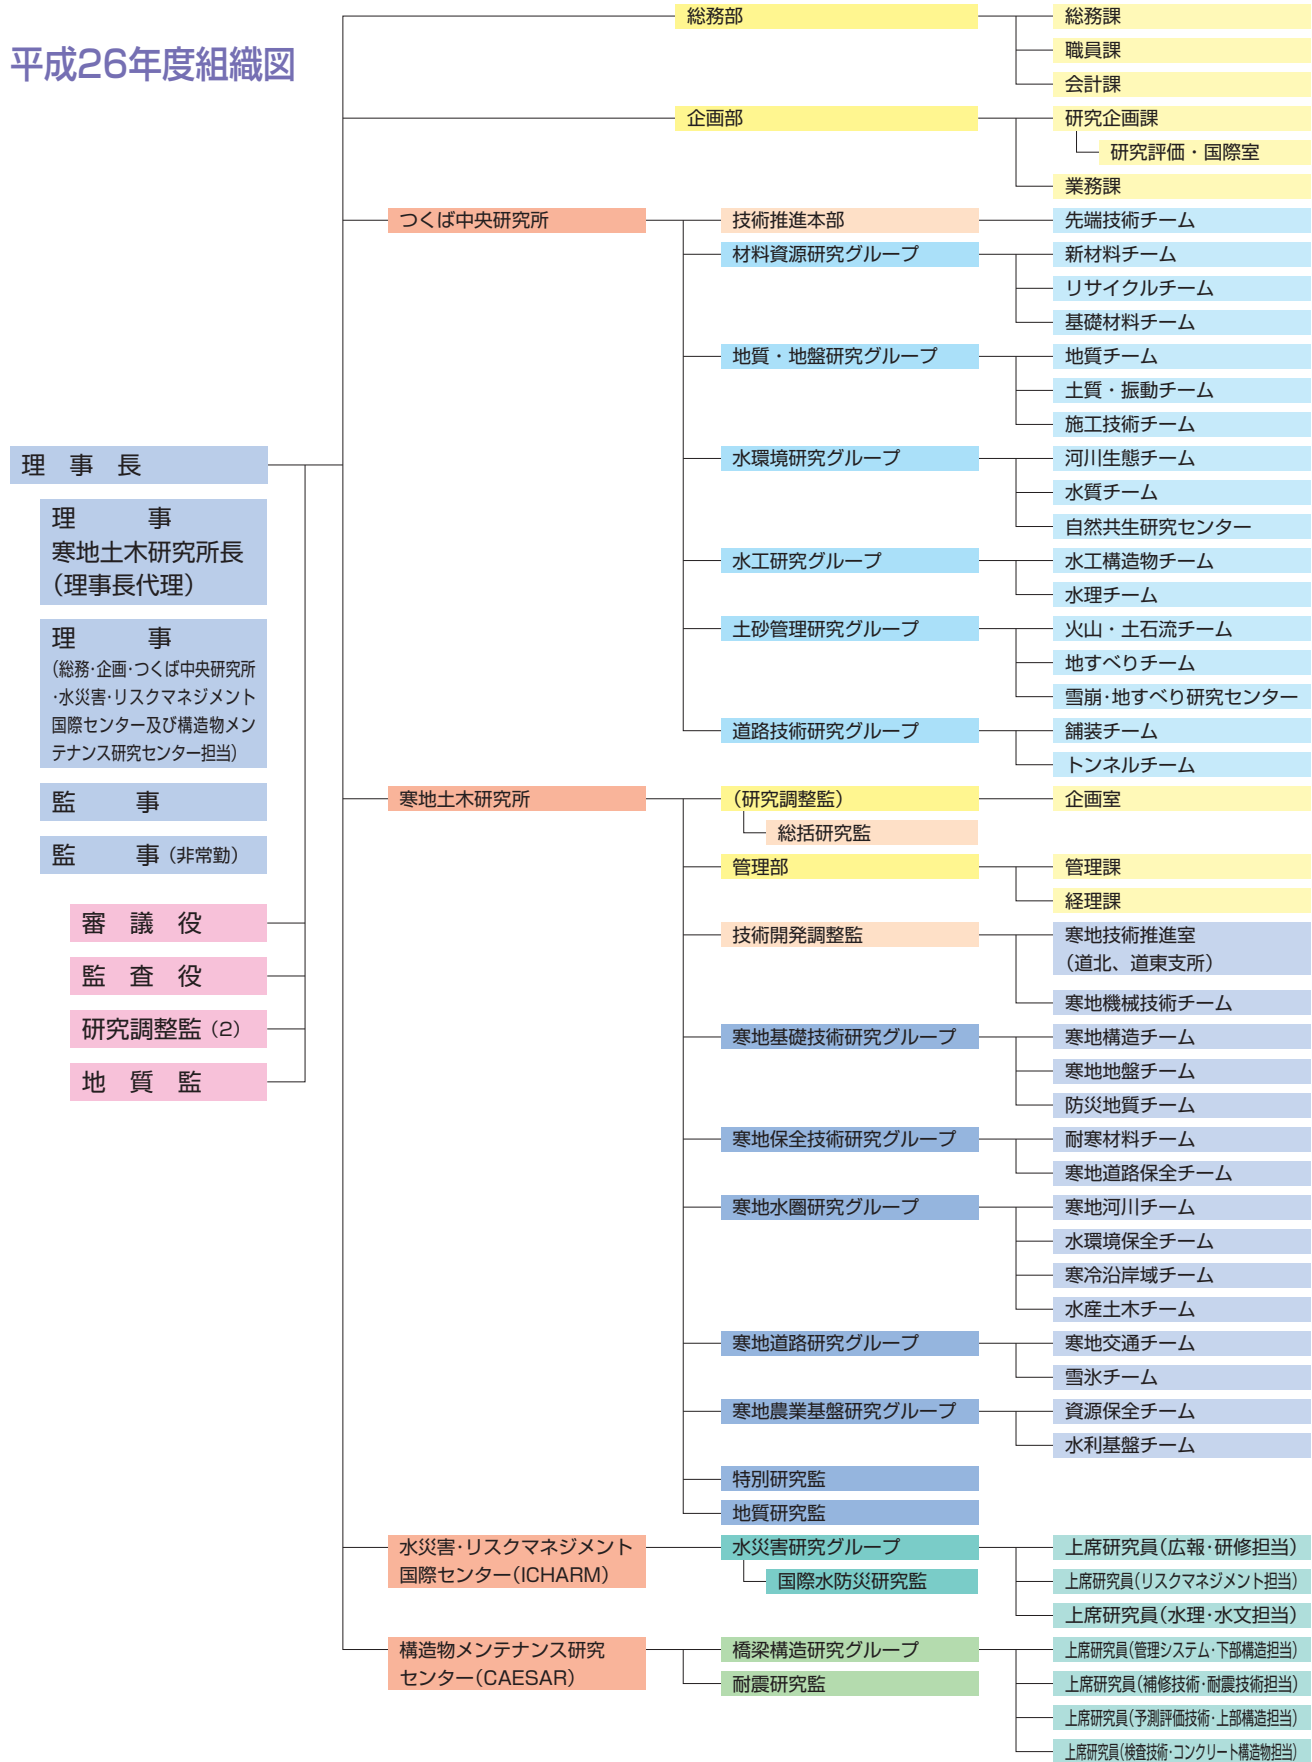 平成26年度組織図
理事長
理事
寒地土木研究所長
(理事長代理)
理事
(総務・企画・つくば中央研究所
・水災害・リスクマネジメント
国際センター及び構造物メン
テナンス研究センター担当)
監事
監事(非常勤)
審議役
監査役
研究調整監(2)
地質監
総務部
総務課
職員課
会計課
企画部
研究企画課
研究評価・国際室
業務課
つくば中央研究所
技術推進本部
先端技術チーム
材料資源研究グループ
新材料チーム
リサイクルチーム
基礎材料チーム
地質・地盤研究グループ
地質チーム
土質・振動チーム
施工技術チーム
水環境研究グループ
河川生態チーム
水質チーム
自然共生研究センター
水工研究グループ
水工構造物チーム
水理チーム
土砂管理研究グループ
火山・土石流チーム
地すべりチーム
雪崩・地すべり研究センター
道路技術研究グループ
舗装チーム
トンネルチーム
寒地土木研究所
(研究調整監)
企画室
総括研究監
管理部
管理課
経理課
技術開発調整監
寒地技術推進室
(道北、道東支所)
寒地機械技術チーム
寒地基礎技術研究グループ
寒地構造チーム
寒地地盤チーム
防災地質チーム
寒地保全技術研究グループ
耐寒材料チーム
寒地道路保全チーム
寒地水圏研究グループ
寒地河川チーム
水環境保全チーム
寒冷沿岸域チーム
水産土木チーム
寒地道路研究グループ
寒地交通チーム
雪氷チーム
寒地農業基盤研究グループ
資源保全チーム
水利基盤チーム
特別研究監
地質研究監
水災害・リスクマネジメント
国際センター(ICHARM)
水災害研究グループ
国際水防災研究監
上席研究員(広報・研修担当)
上席研究員(リスクマネジメント担当)
上席研究員(水理・水文担当)
構造物メンテナンス研究
センター(CAESAR)
橋梁構造研究グループ
耐震研究監
上席研究員(管理システム・下部構造担当)
上席研究員(補修技術・耐震技術担当)
上席研究員(予測評価技術・上部構造担当)
上席研究員(検査技術・コンクリート構造物担当)